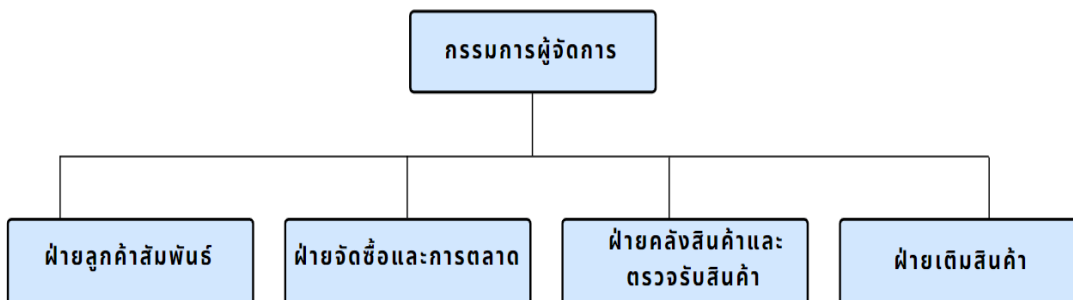 กรรมการผู้จัดการ
ฝ่ายลูกค้าสัมพันธ์
ฝ่ายจัดซื้อและการตลาด
ฝ่ายคลังสินค้าและ
ตรวจรับสินค้า
ฝ่ายเติมสินค้า